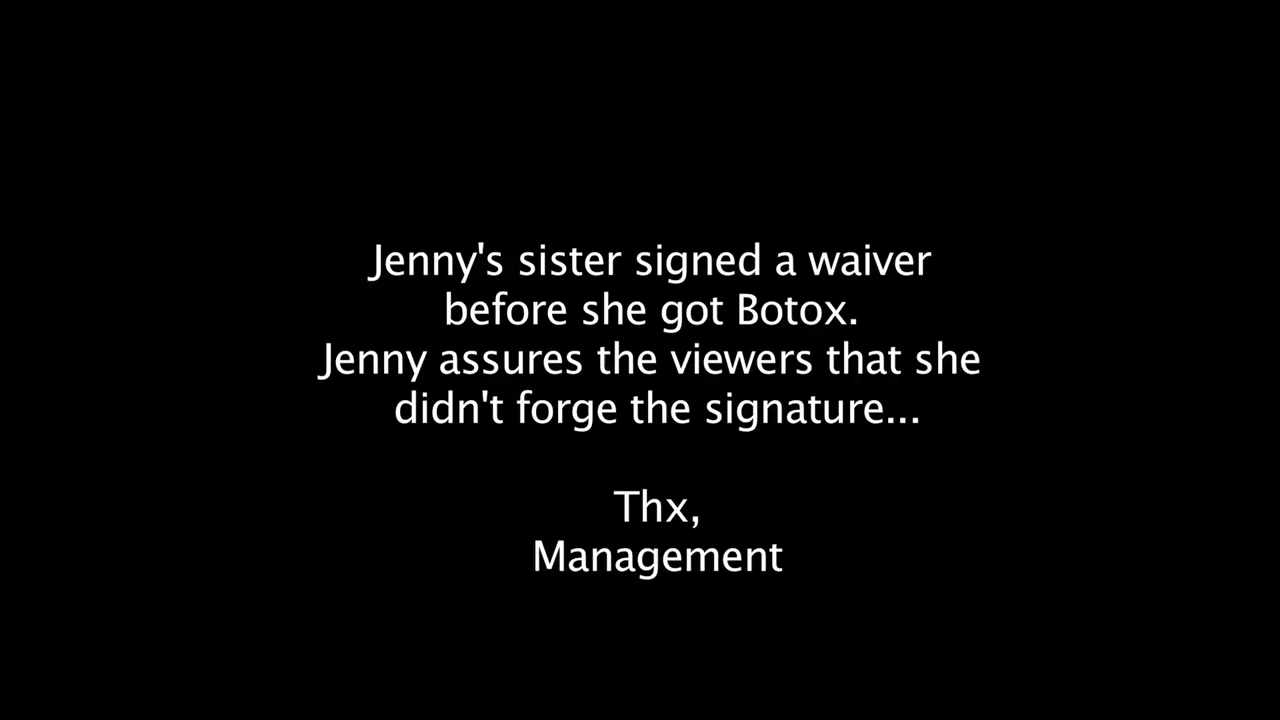 Jenny's sister signed a waiver
before she got Botox.
Jenny assures the viewers that she
didn't forge the signature...
Thx,
Management